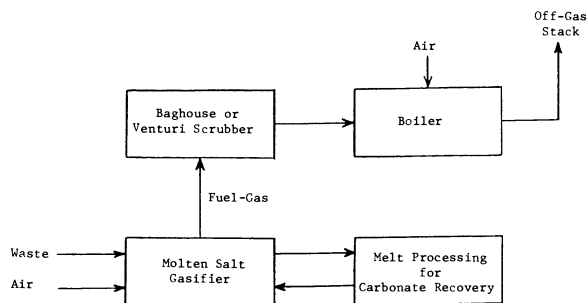 Off-Gas
Stack
Air
Baghouse or
Venturi Scrubber
Boiler
Fuel-Gas
Waste
Air
Molten Salt
Gasifier
Melt Processing
for
Carbonate Recovery